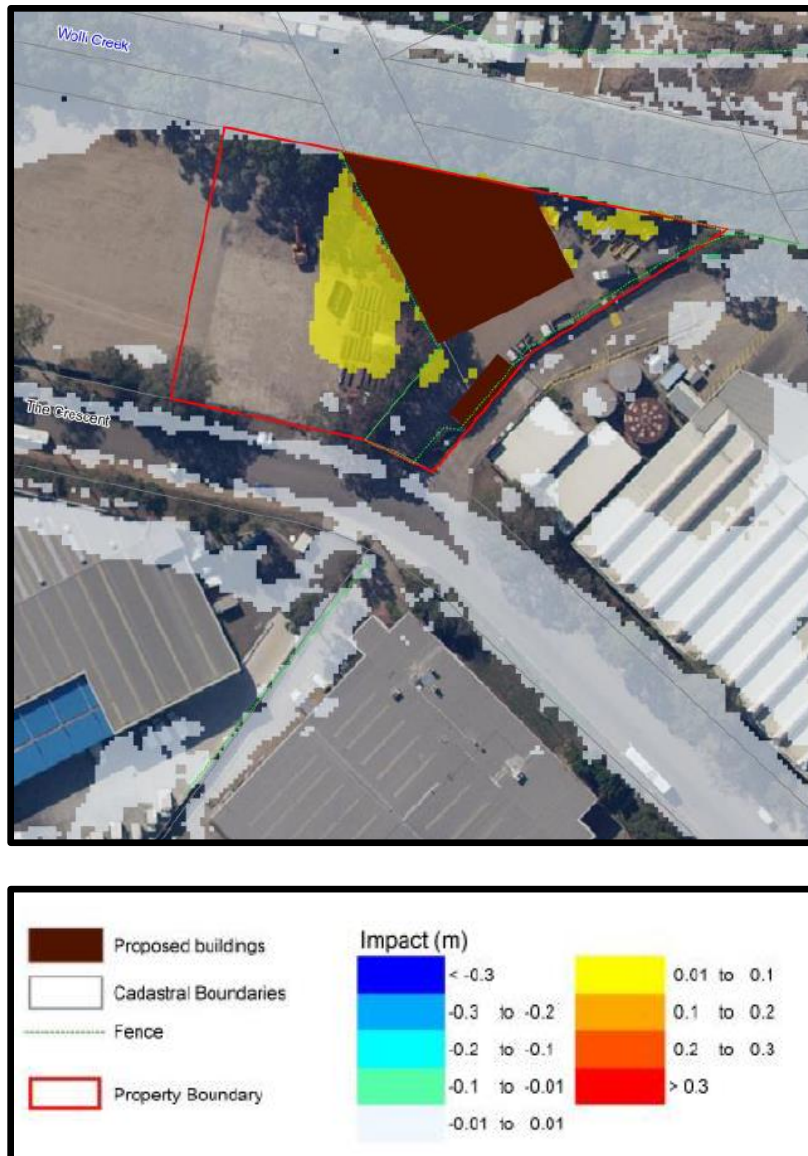 Wolli Creek
The Crescent
Proposed buildings
Cadastral Boundaries
Fence
Property Boundary
Impact (m)
< -0.3
-0.3 to -0.2
-0.2 to -0.1
-0.1 to -0.01
-0.01 to 0.01
0.01 to 0.1
0.1 to 0.2
0.2 to 0.3
> 0.3